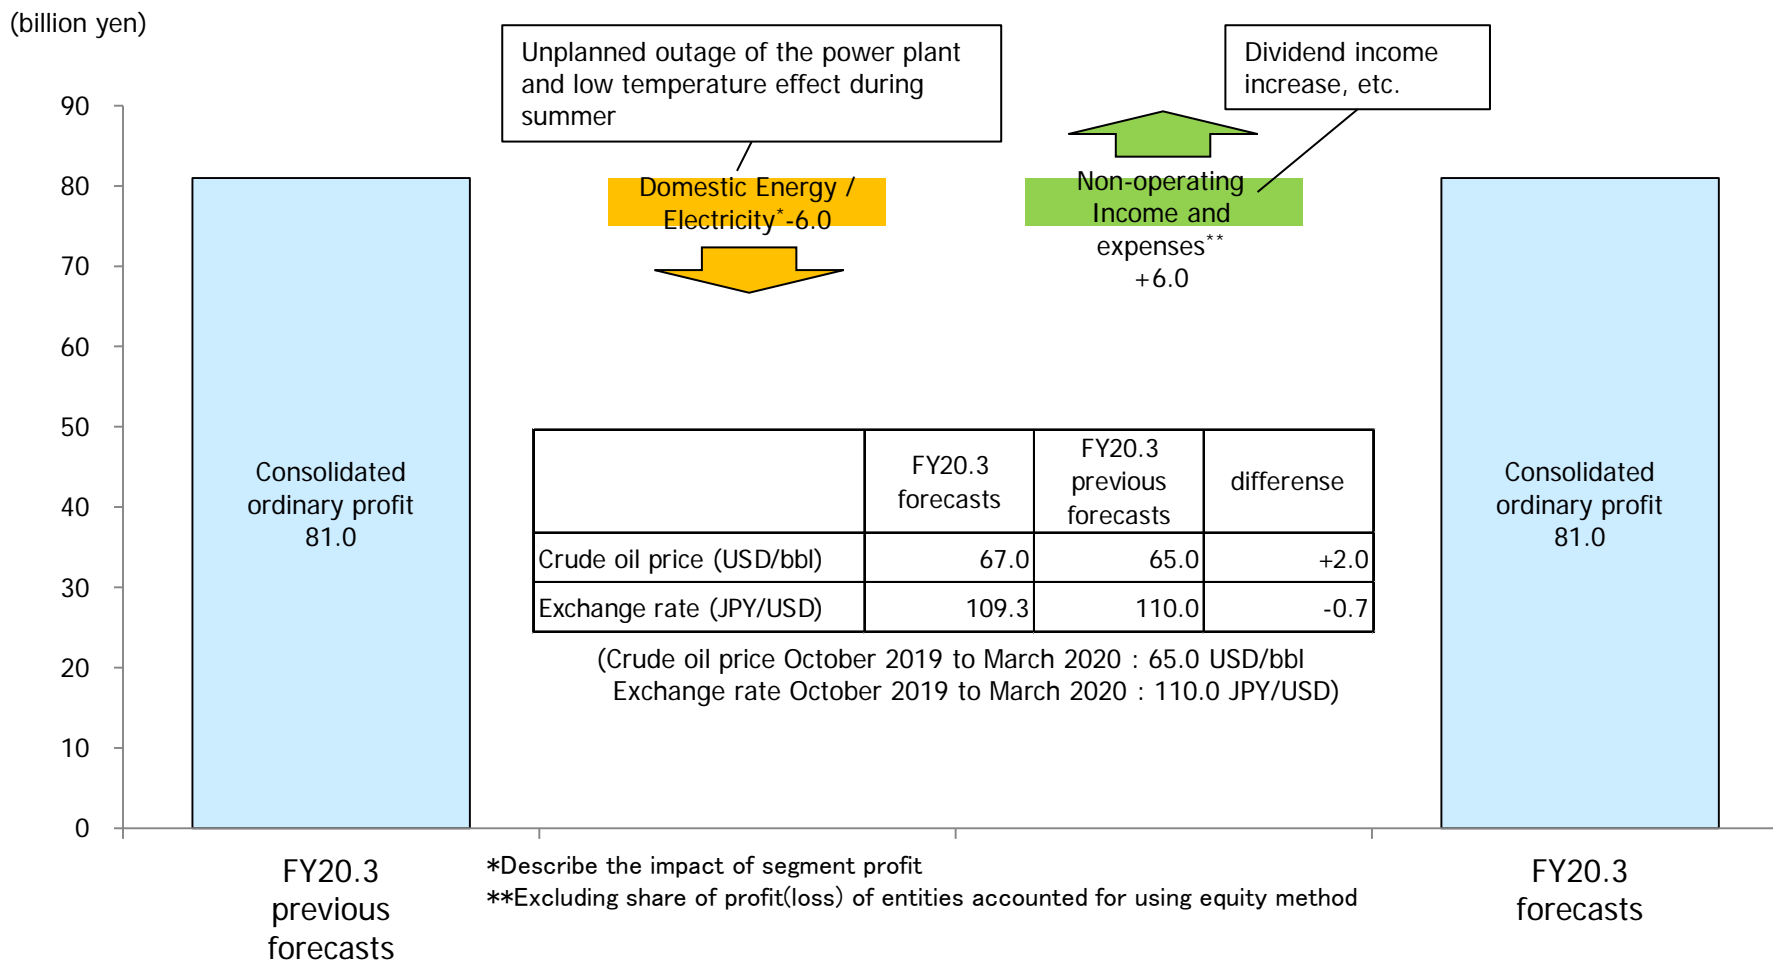 (billion yen)
Unplanned outage of the power plant
and low temperature effect during
summer
Dividend income
increase, etc.
90
80
70
60
50
40
30
20
10
0
Domestic Energy /
Electricity*-6.0
Non-operating
Income and
expenses**
+6.0
Consolidated
ordinary profit
81.0
FY20.3
forecasts
FY20.3
previous
forecasts
differense
Crude oil price (USD/bbl) 67.0 65.0 +2.0
Exchange rate (JPY/USD) 109.3 110.0 -0.7
(Crude oil price October 2019 to March 2020 : 65.0 USD/bbl
Exchange rate October 2019 to March 2020 : 110.0 JPY/USD)
Consolidated
ordinary profit
81.0
FY20.3
previous
forecasts
*Describe the impact of segment profit
**Excluding share of profit(loss) of entities accounted for using equity method
FY20.3
forecasts